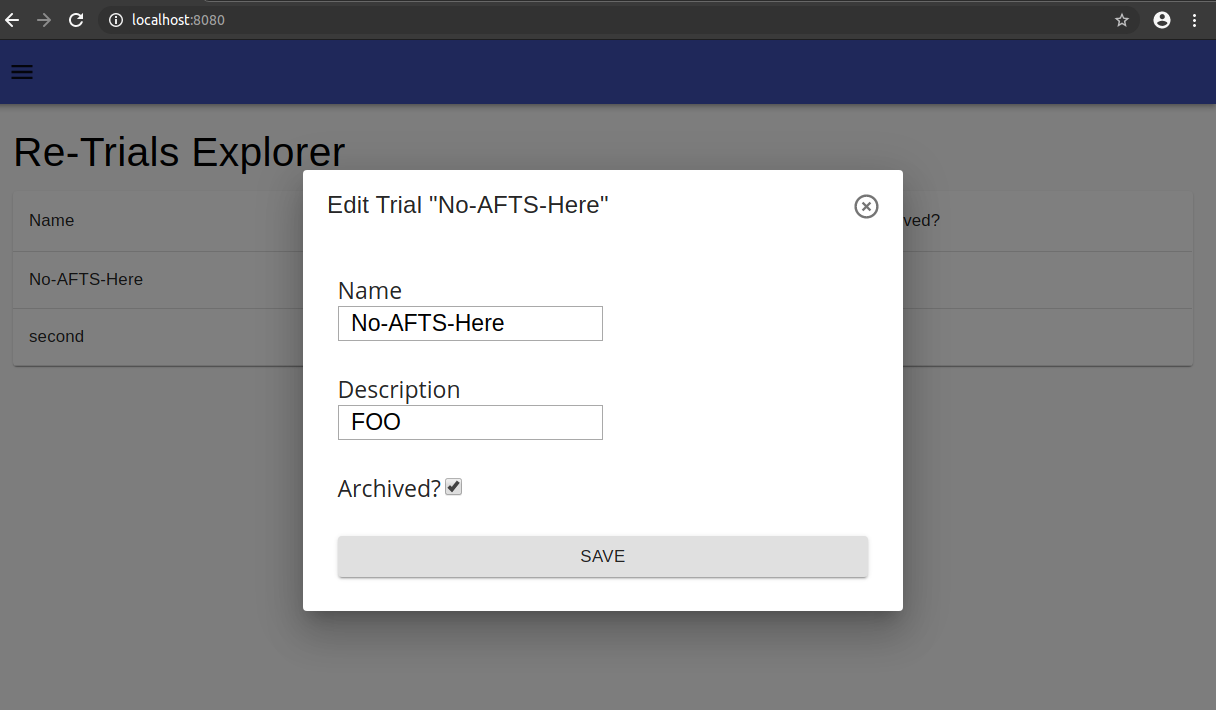 localhost:8080
Re-Trials Explorer
Name
ved?
No-AFTS-Here
second
Edit Trial "No-AFTS-Here"
Name
No-AFTS-Here
Description
FOO
Archived?
SAVE